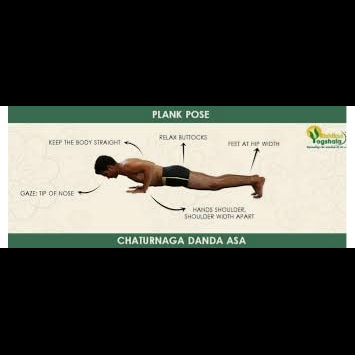 PLANK POSE
RELAX BUTTOCKS
KEEP THE BODY STRAIGHT
FEET AT HIP WIDTH
GAZE: TIP OF NOSE
HANDS SHOULDER,
SHOULDER WIDTH APART
CHATURNAGA DANDA ASA